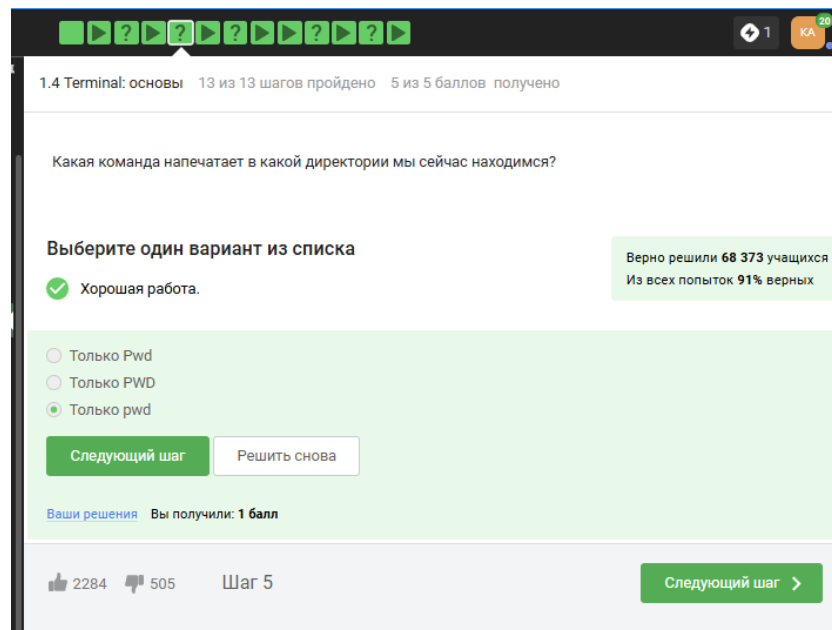 ? ? ? ? ?
1
KA
20
1.4 Terminal: основы 13 из 13 шагов пройдено 5 из 5 баллов получено
Какая команда напечатает в какой директории мы сейчас находимся?
Выберите один вариант из списка
Верно решили 68 373 учащихся
Из всех попыток 91% верных
Хорошая работа.
Только Pwd
Только PWD
Только pwd
Следующий шаг Решить снова
Ваши решения Вы получили: 1 балл
2284 505 Шаг 5 Следующий шаг